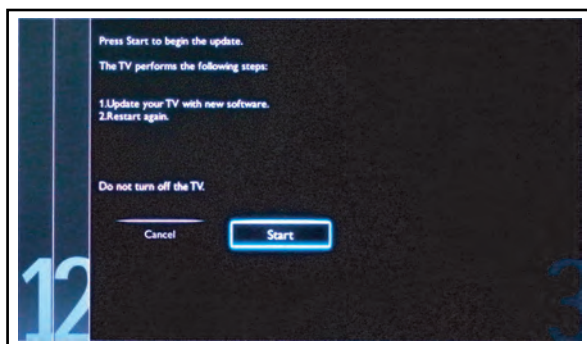 Press Start to begin the update.
The TV performs the following steps:
1.Update your TV with new software.
2.Restart again.
Do not turn off the TV.
Cancel
Start
12
3